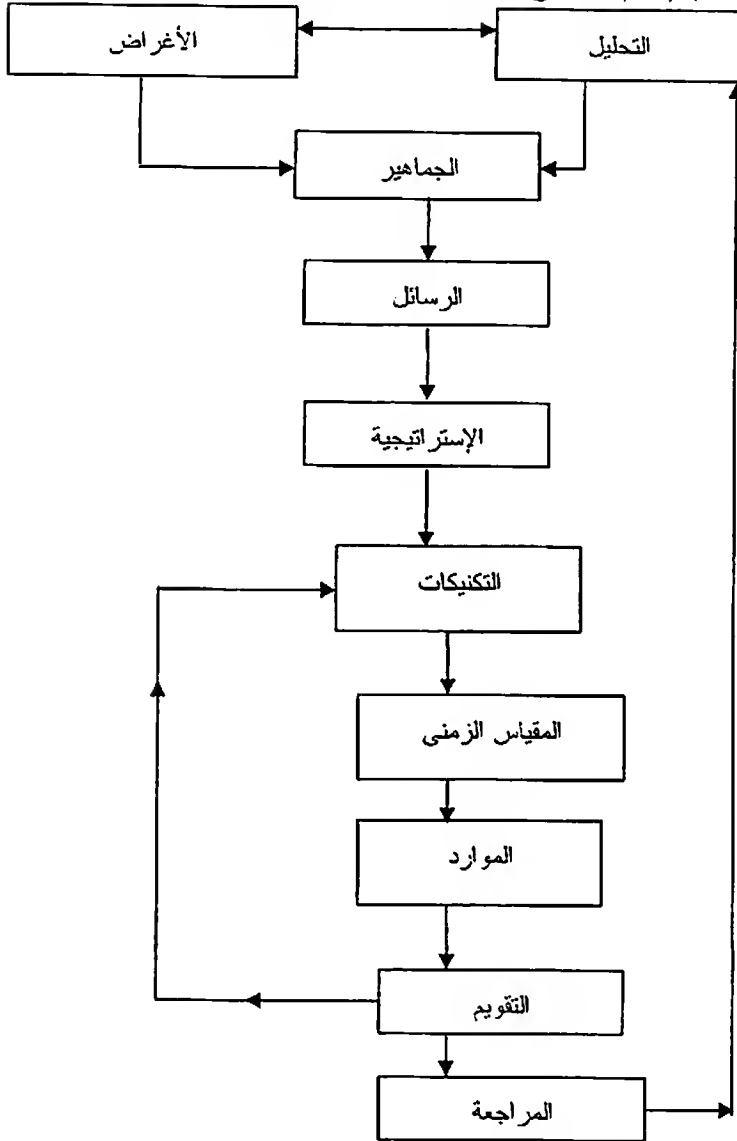 التحليل
الأغراض
الجماهير
الرسائل
الإستراتيجية
التكنيكات
المقياس الزمنى
الموارد
التقويم
المراجعة